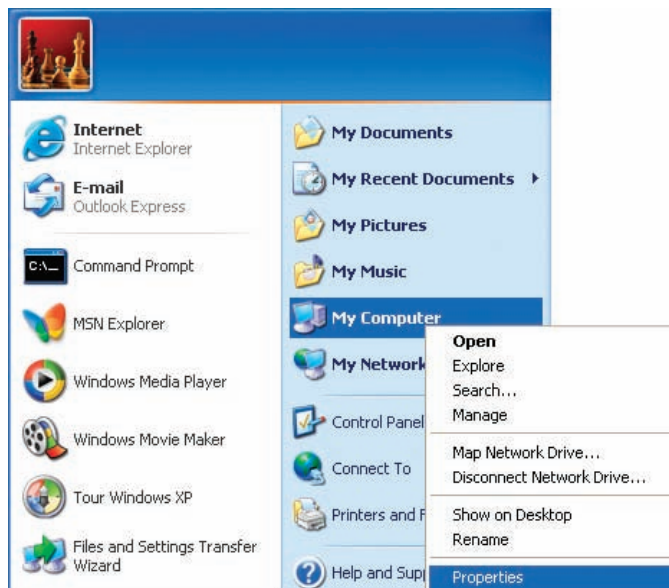 Internet
Internet Explorer
E-mail
Outlook Express
C:\_
Command Prompt
MSN Explorer
Windows Media Player
Windows Movie Maker
Tour Windows XP
Files and Settings Transfer
Wizard
My Documents
My Recent Documents
My Pictures
My Music
My Computer
My Network
Control Panel
Connect To
Printers and F
Help and Supp
Open
Explore
Search...
Manage
Map Network Drive...
Disconnect Network Drive...
Show on Desktop
Rename
Properties